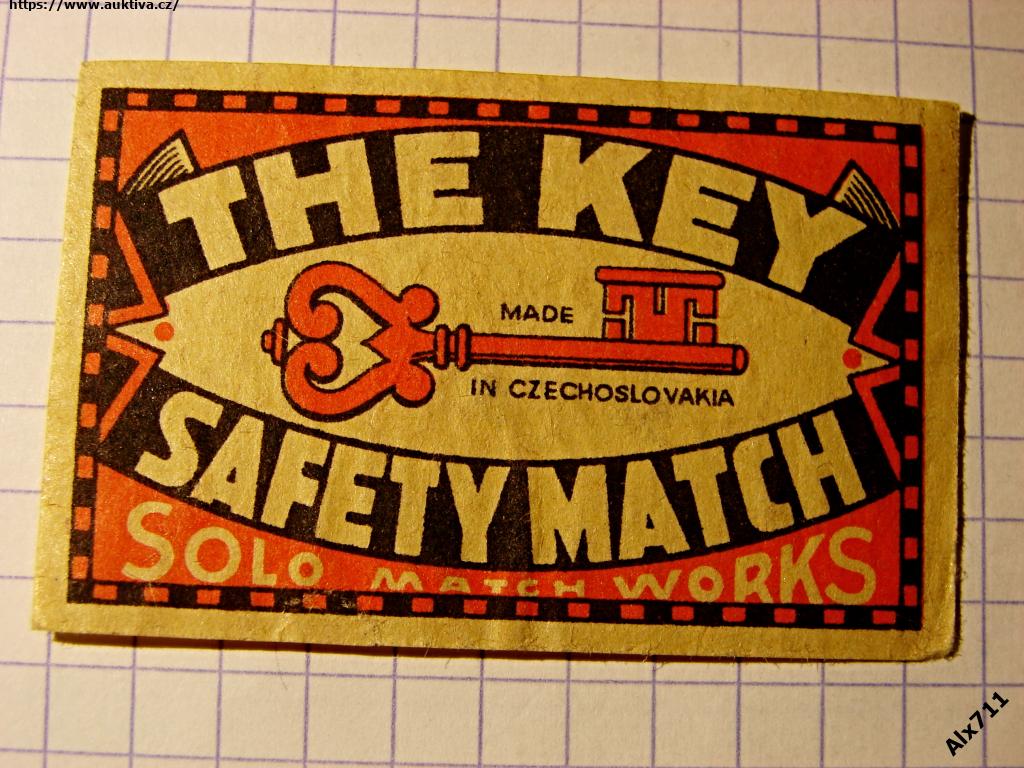 https://www.auktiva.cz/
THE KEY
MADE
IN CZECHOSLOVAKIA
SAFETY MATCH
SOLO MATCH WORKS
Alx711